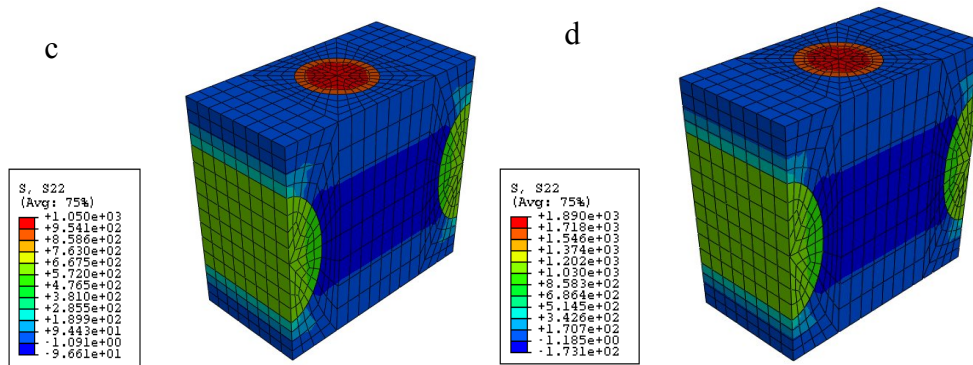 c
d
S, S22
(Avg: 75%)
+1.050e+03
+9.541e+02
+8.586e+02
+7.630e+02
+6.675e+02
+5.720e+02
+4.765e+02
+3.810e+02
+2.855e+02
+1.899e+02
+9.443e+01
-1.091e+00
-9.661e+01
S, S22
(Avg: 75%)
+1.890e+03
+1.718e+03
+1.546e+03
+1.374e+03
+1.202e+03
+1.030e+03
+8.583e+02
+6.864e+02
+5.145e+02
+3.426e+02
+1.707e+02
-1.185e+00
-1.731e+02